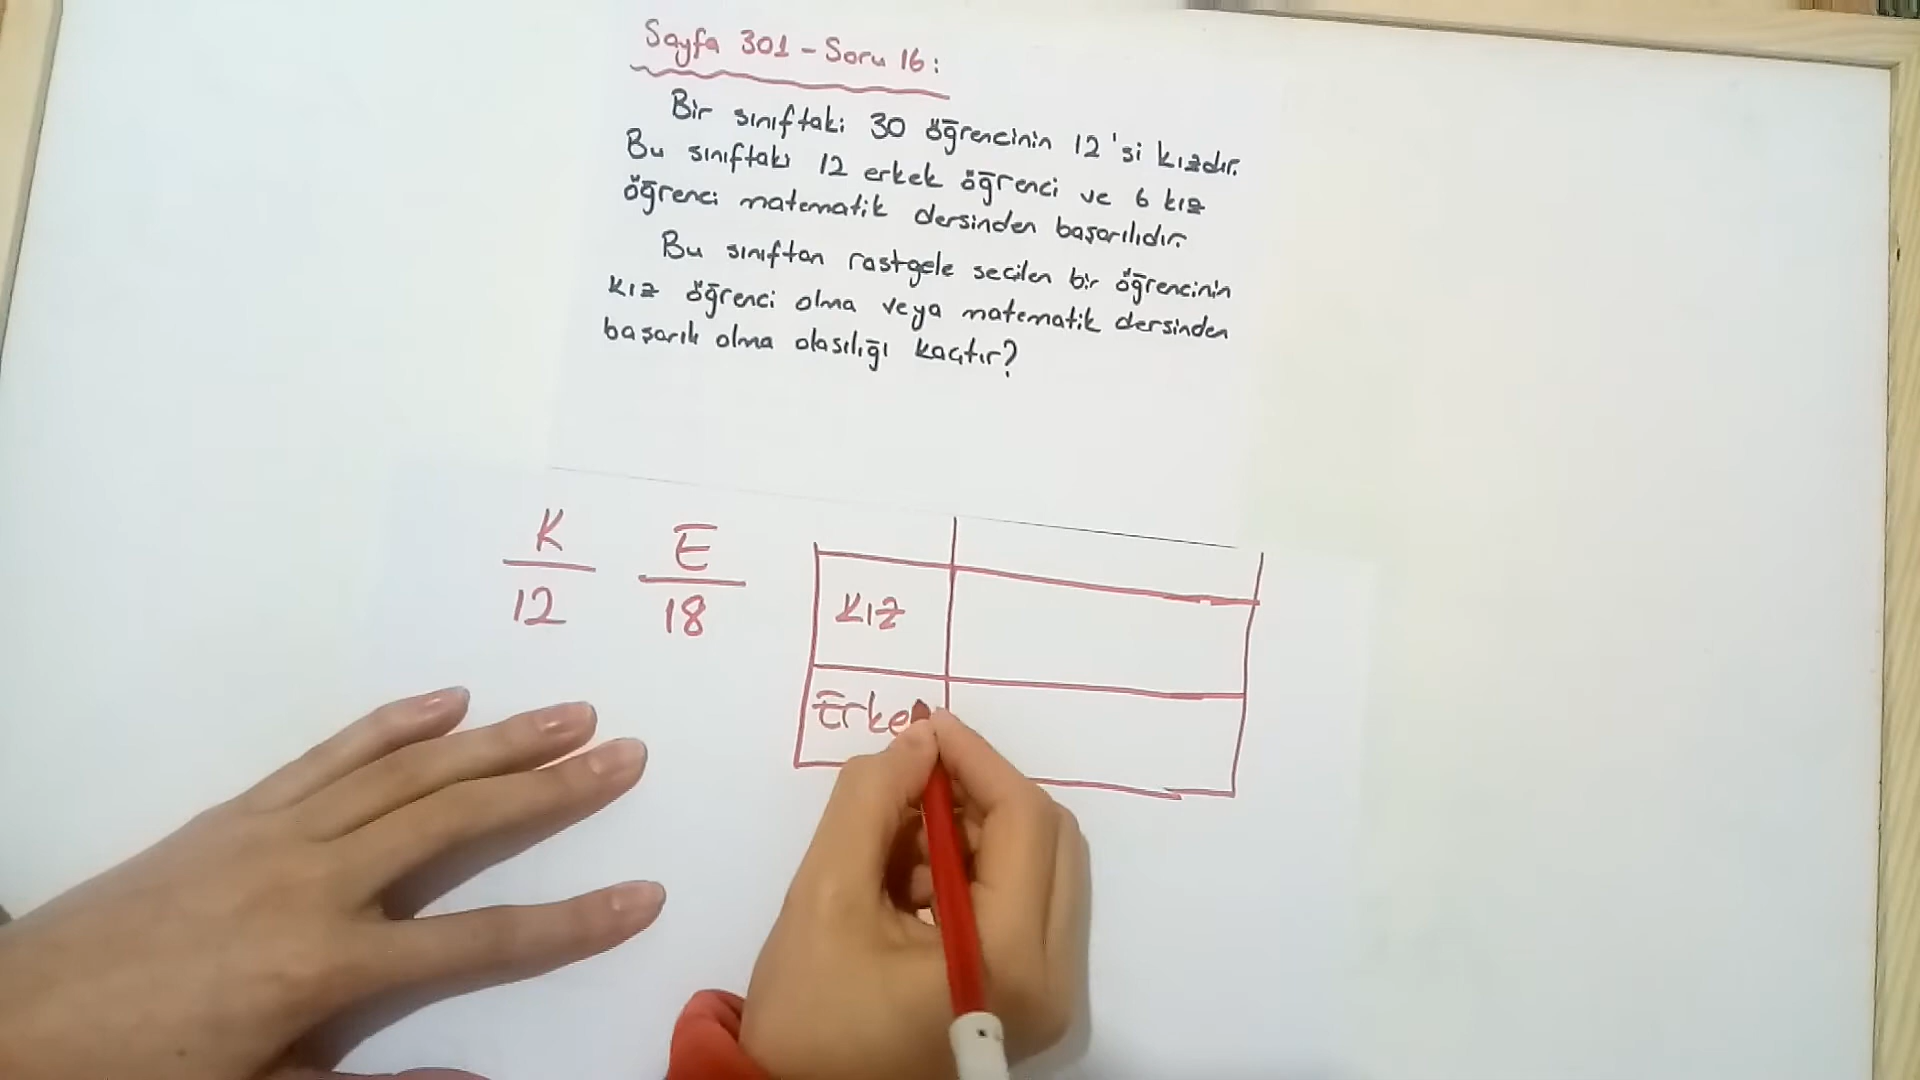 Sayfa 301 - Soru 16:
Bir sınıftaki 30 öğrencinin 12'si kızdır.
Bu sınıftaki 12 erkek öğrenci ve 6 kız
öğrenci matematik dersinden başarılıdır.
Bu sınıftan rastgele seçilen bir öğrencinin
kız öğrenci olma veya matematik dersinden
başarılı olma olasılığı kaçtır?
K E
12 18
Kız
Erke